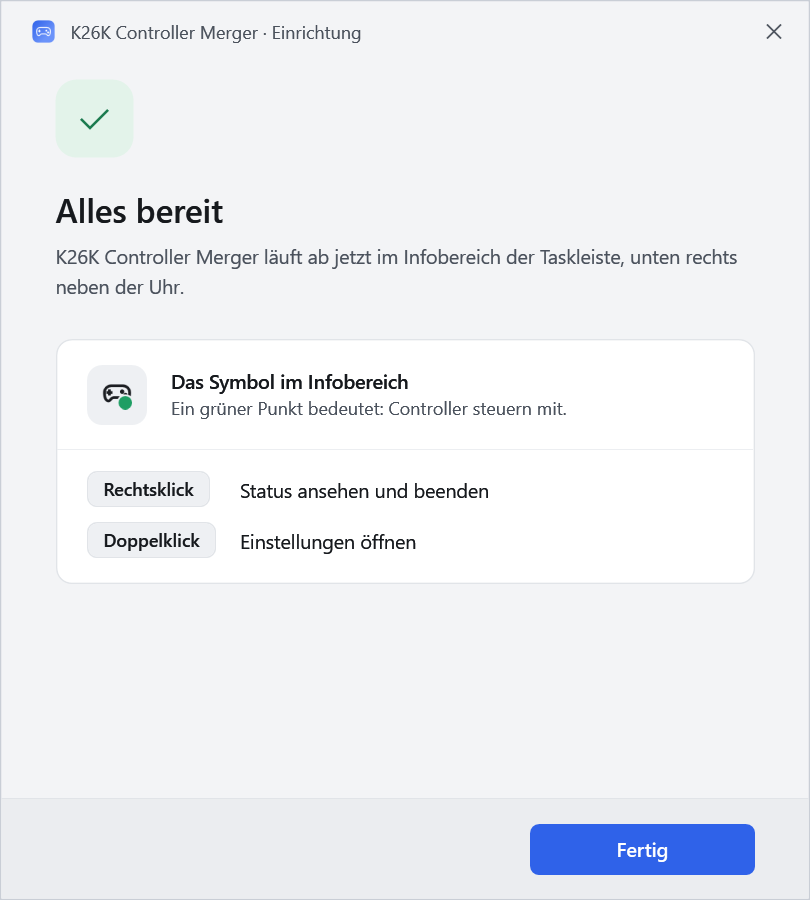 K26K Controller Merger · Einrichtung
Alles bereit
K26K Controller Merger läuft ab jetzt im Infobereich der Taskleiste, unten rechts
neben der Uhr.
Das Symbol im Infobereich
Ein grüner Punkt bedeutet: Controller steuern mit.
Rechtsklick Status ansehen und beenden
Doppelklick Einstellungen öffnen
Fertig